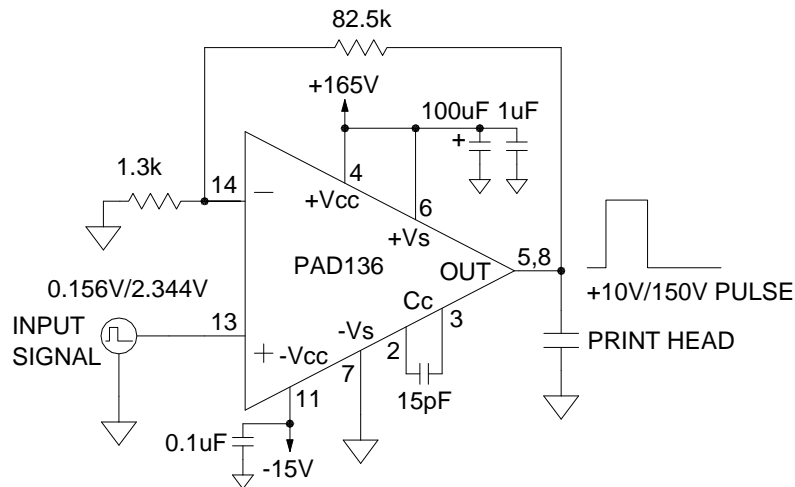 82.5k
+165V
100uF
1uF
+
1.3k
14
−
4
+Vcc
6
+Vs
PAD136
OUT
5,8
+10V/150V PULSE
0.156V/2.344V
INPUT
SIGNAL
13
+
-Vcc
-Vs
Cc
3
2
7
11
15pF
PRINT HEAD
0.1uF
-15V